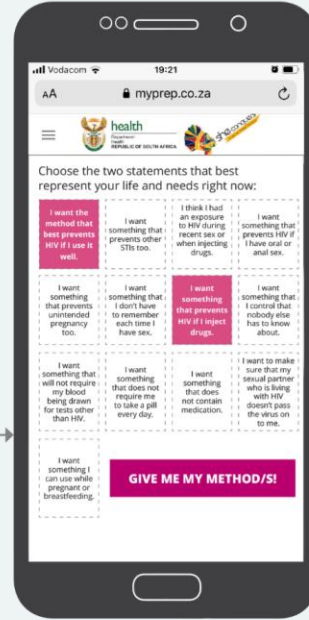 Vodacom 19:21
AA myprep.co.za
health
Department:
Health
REPUBLIC OF SOUTH AFRICA
she conquers
Choose the two statements that best
represent your life and needs right now:
I want the
method that
best prevents
HIV if I use it
well.
I want
something that
prevents other
STIs too.
I think I had
an exposure
to HIV during
recent sex or
when injecting
drugs.
I want
something that
prevents HIV if
I have oral or
anal sex.
I want
something
that prevents
unintended
pregnancy
too.
I want
something that
I don't have
to remember
each time I
have sex.
I want
something
that prevents
HIV if I inject
drugs.
I want
something that
I control that
nobody else
has to know
about.
I want
something that
will not require
my blood
being drawn
for tests other
than HIV.
I want
something
that does not
require me
to take a pill
every day.
I want
something
that does
not contain
medication.
I want to make
sure that my
sexual partner
who is living
with HIV
doesn't pass
the virus on
to me.
I want
something I
can use while
pregnant or
breastfeeding.
GIVE ME MY METHOD/S!